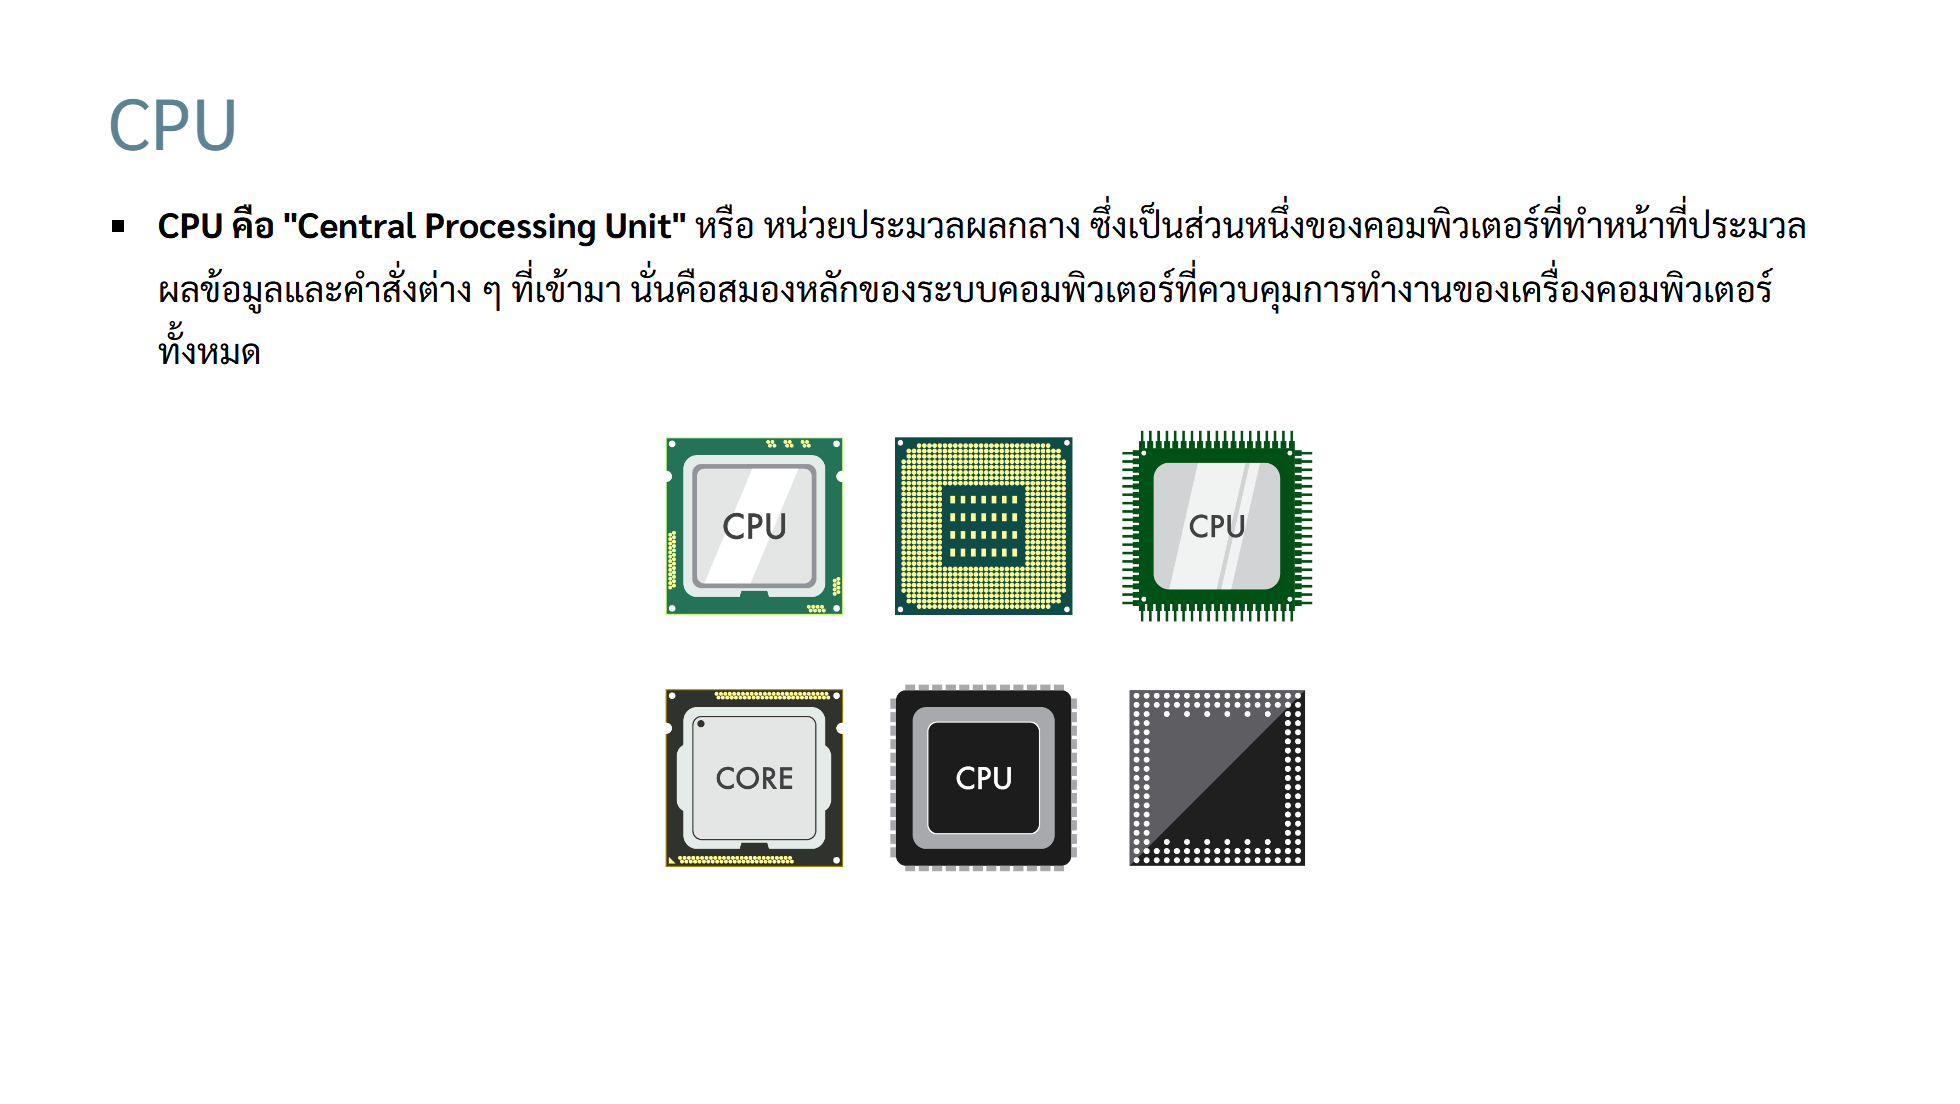 CPU
▪ CPU คือ "Central Processing Unit" หรือ หน่วยประมวลผลกลาง ซึ่งเป็นส่วนหนึ่งของคอมพิวเตอร์ที่ทำหน้าที่ประมวล
ผลข้อมูลและคำสั่งต่าง ๆ ที่เข้ามา นั่นคือสมองหลักของระบบคอมพิวเตอร์ที่ควบคุมการทำงานของเครื่องคอมพิวเตอร์
ทั้งหมด
CPU
CPU
CORE
CPU